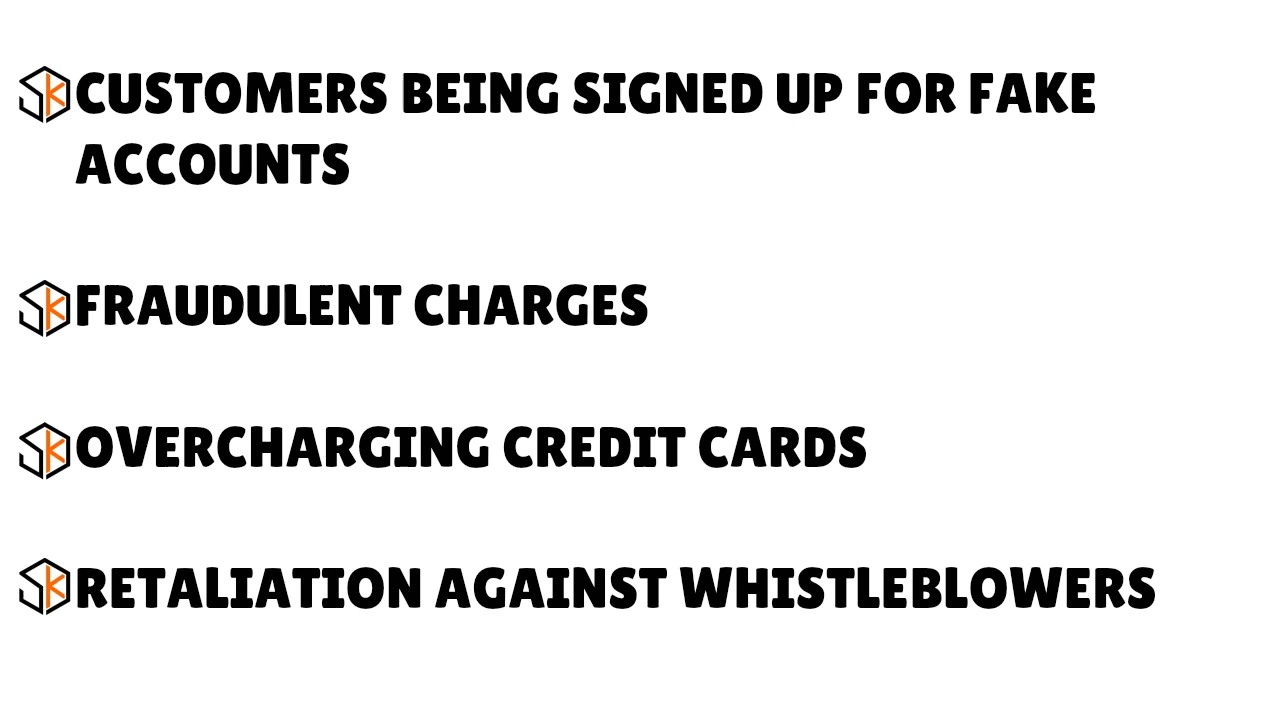 CUSTOMERS BEING SIGNED UP FOR FAKE
ACCOUNTS
FRAUDULENT CHARGES
OVERCHARGING CREDIT CARDS
RETALIATION AGAINST WHISTLEBLOWERS